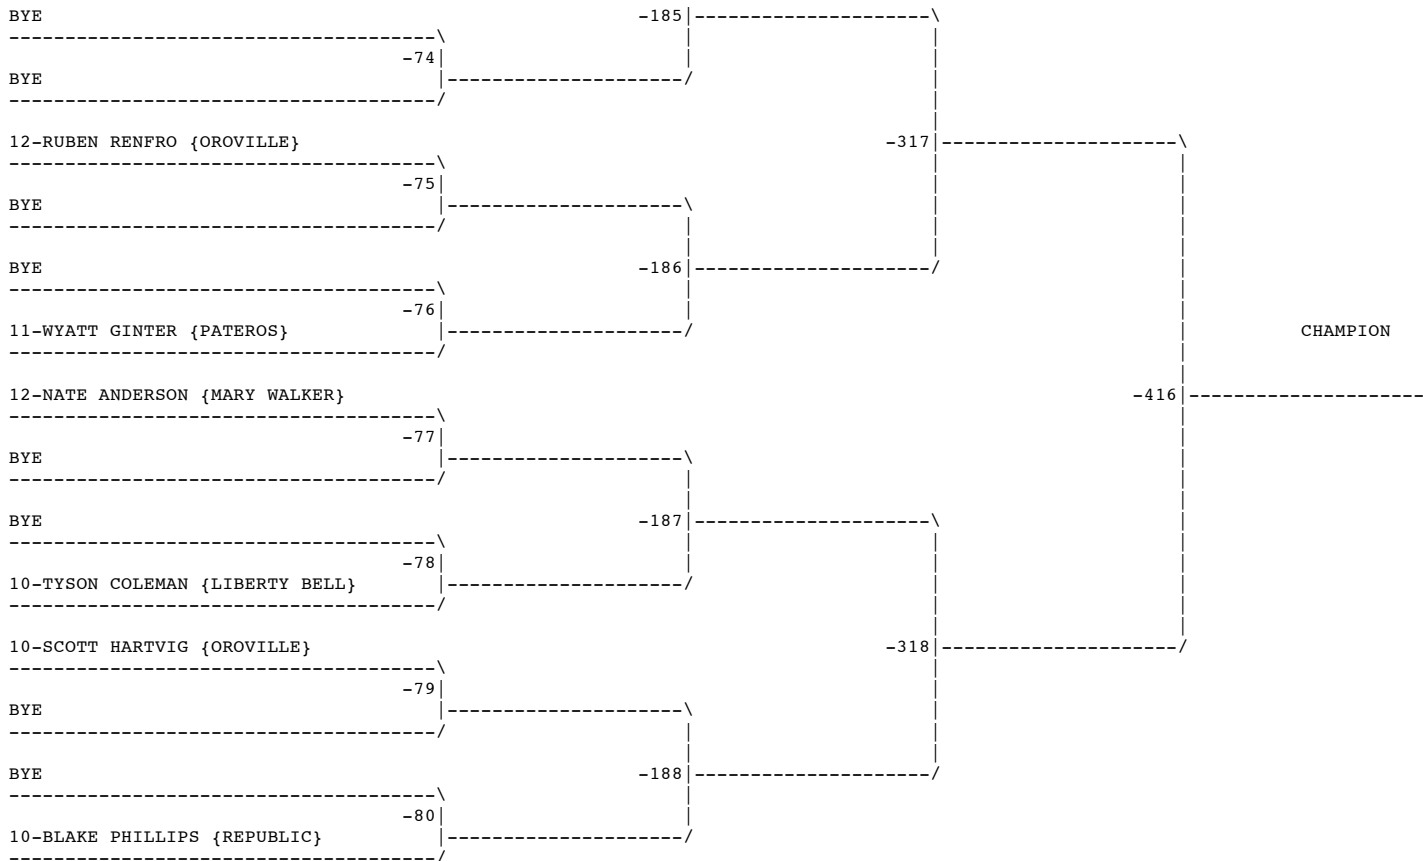 BYE -185
-74
BYE
12-RUBEN RENFRO {OROVILLE} -317
-75
BYE
BYE -186
-76
11-WYATT GINTER {PATEROS} CHAMPION
12-NATE ANDERSON {MARY WALKER} -416
-77
BYE
BYE -187
-78
10-TYSON COLEMAN {LIBERTY BELL}
10-SCOTT HARTVIG {OROVILLE} -318
-79
BYE
BYE -188
-80
10-BLAKE PHILLIPS {REPUBLIC}